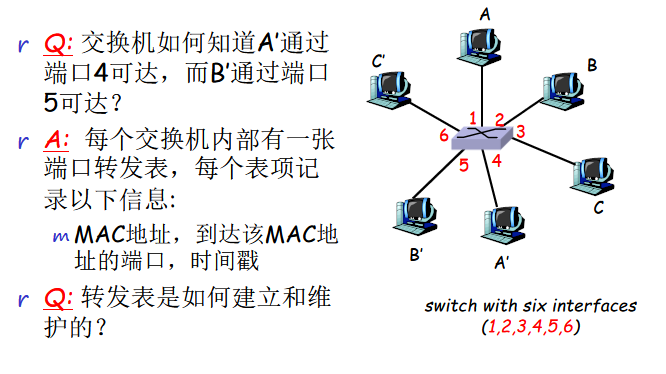 r Q: 交换机如何知道A’通过
端口4可达，而B’通过端口
5可达？
r A: 每个交换机内部有一张
端口转发表，每个表项记
录以下信息:
m MAC地址，到达该MAC地
址的端口，时间戳
r Q: 转发表是如何建立和维
护的？
A
C’
B
1
2
3
6
5
4
C
B’
A’
switch with six interfaces
(1,2,3,4,5,6)